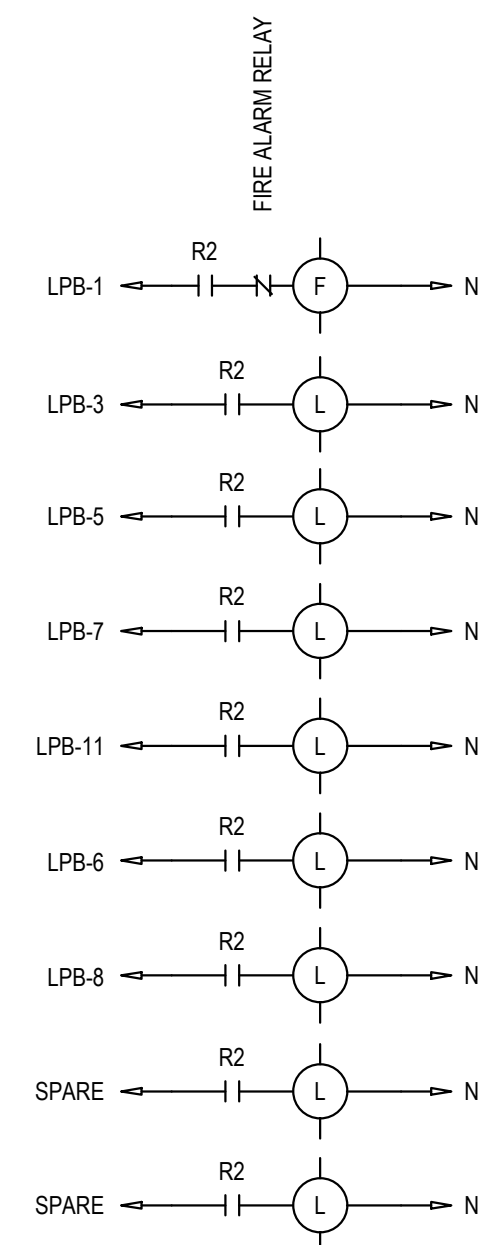 FIRE ALARM RELAY
R2
LPB-1 F N
R2
LPB-3 L N
R2
LPB-5 L N
R2
LPB-7 L N
R2
LPB-11 L N
R2
LPB-6 L N
R2
LPB-8 L N
R2
SPARE L N
R2
SPARE L N